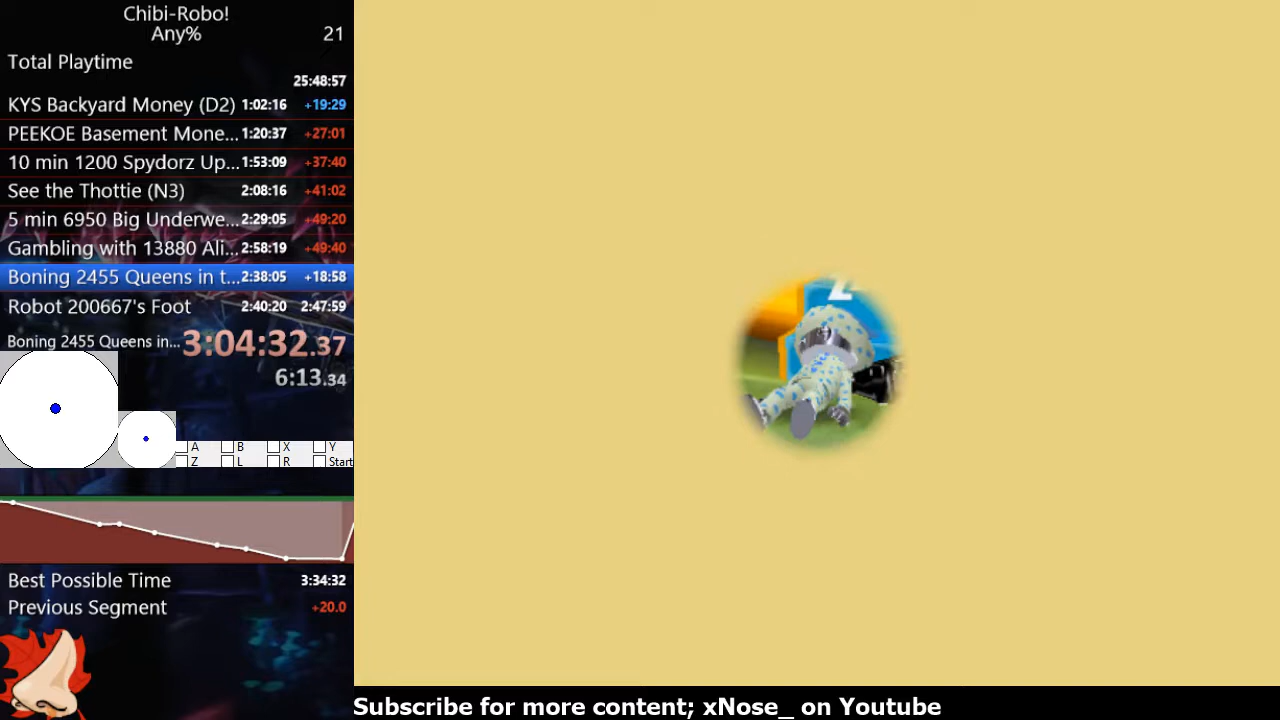 Chibi-Robo!
Any% 21
Total Playtime
25:48:57
KYS Backyard Money (D2) 1:02:16 +19:29
PEEKOE Basement Mone... 1:20:37 +27:01
10 min 1200 Spydorz Up... 1:53:09 +37:40
See the Thottie (N3) 2:08:16 +41:02
5 min 6950 Big Underwe... 2:29:05 +49:20
Gambling with 13880 Ali... 2:58:19 +49:40
Boning 2455 Queens in t... 2:38:05 +18:58
Robot 200667's Foot 2:40:20 2:47:59
Boning 2455 Queens in... 3:04:32.37
6:13.34
A B X Y
Z L R Start
Best Possible Time 3:34:32
Previous Segment +20.0
Subscribe for more content; xNose_ on Youtube